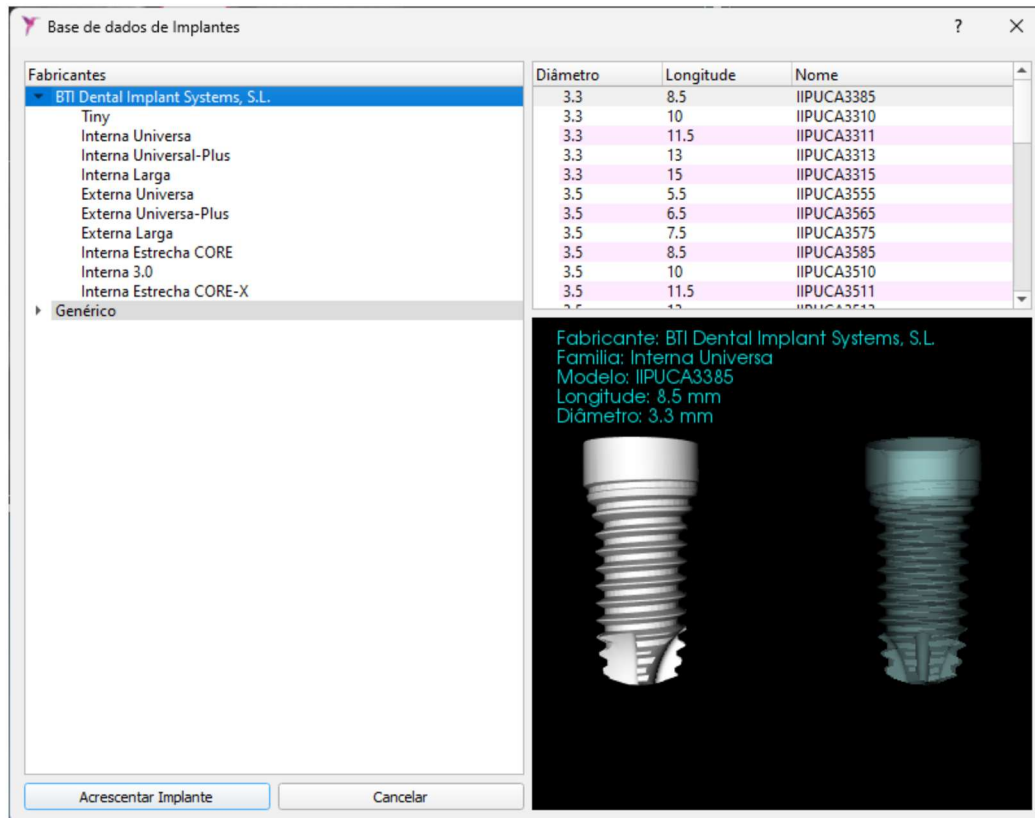 Base de dados de Implantes
Fabricantes
BTI Dental Implant Systems, S.L.
Tiny
Interna Universa
Interna Universal-Plus
Interna Larga
Externa Universa
Externa Universa-Plus
Externa Larga
Interna Estrecha CORE
Interna 3.0
Interna Estrecha CORE-X
Genérico
Diâmetro Longitude Nome
3.3 8.5 IIPUCA3385
3.3 10 IIPUCA3310
3.3 11.5 IIPUCA3311
3.3 13 IIPUCA3313
3.3 15 IIPUCA3315
3.5 5.5 IIPUCA3555
3.5 6.5 IIPUCA3565
3.5 7.5 IIPUCA3575
3.5 8.5 IIPUCA3585
3.5 10 IIPUCA3510
3.5 11.5 IIPUCA3511
Fabricante: BTI Dental Implant Systems, S.L.
Familia: Interna Universa
Modelo: IIPUCA3385
Longitude: 8.5 mm
Diâmetro: 3.3 mm
Acrescentar Implante
Cancelar